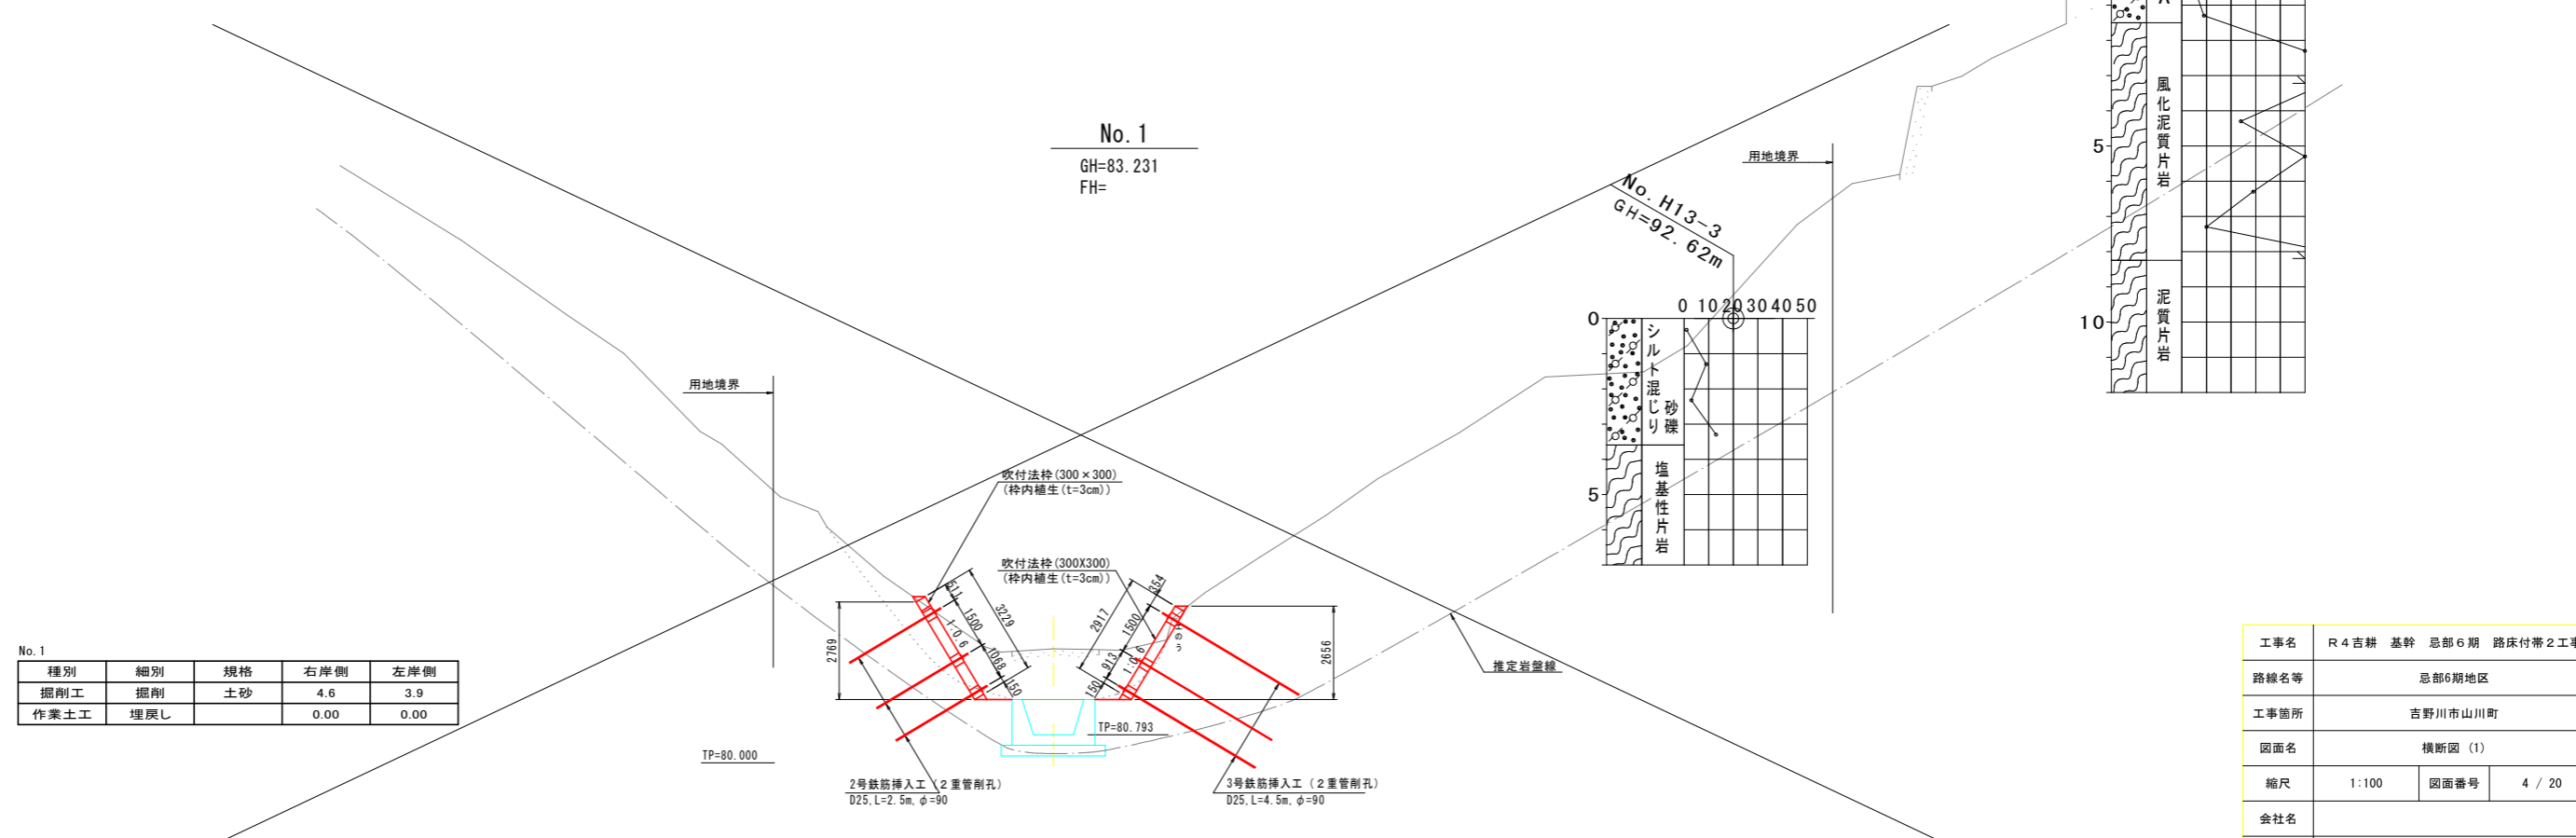 No.1
GH=83.231
FH=
用地境界
No. H13-3
GH=92.62m
0 10 20 30 40 50
0
5
シルト混じり
砂礫
塩基性片岩
5
10
風化泥質片岩
泥質片岩
用地境界
吹付法枠(300×300)
(枠内植生(t=3cm))
吹付法枠(300X300)
(枠内植生(t=3cm))
511
1500
3229
1:0.6
1068
150
2769
354
2917
1500
913
1:0.6
150
2656
推定岩盤線
TP=80.793
TP=80.000
2号鉄筋挿入工(２重管削孔)
D25,L=2.5m,φ=90
3号鉄筋挿入工(２重管削孔)
D25,L=4.5m,φ=90
No.1
種別 細別 規格 右岸側 左岸側
掘削工 掘削 土砂 4.6 3.9
作業土工 埋戻し 0.00 0.00
工事名 Ｒ４吉耕 基幹 忌部６期 路床付帯２工事
路線名等 忌部6期地区
工事箇所 吉野川市山川町
図面名 横断図 (1)
縮尺 1:100 図面番号 4 / 20
会社名